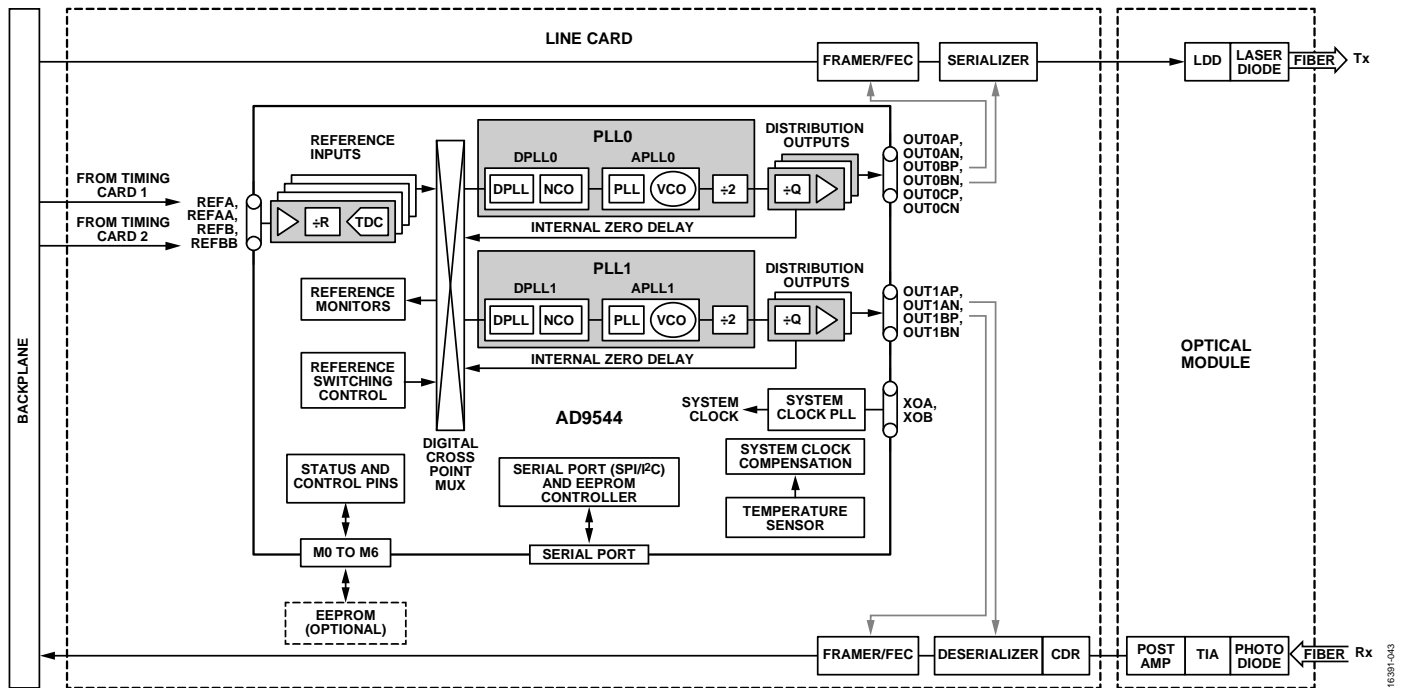 LINE CARD
FRAMER/FEC
SERIALIZER
LDD
LASER
DIODE
FIBER
Tx
BACKPLANE
FROM TIMING
CARD 1
FROM TIMING
CARD 2
REFA,
REFAA,
REFB,
REFBB
REFERENCE
INPUTS
÷R
TDC
PLL0
DPLL0
APLL0
DPLL
NCO
PLL
VCO
÷2
INTERNAL ZERO DELAY
DISTRIBUTION
OUTPUTS
÷Q
OUT0AP,
OUT0AN,
OUT0BP,
OUT0BN,
OUT0CP,
OUT0CN
REFERENCE
MONITORS
REFERENCE
SWITCHING
CONTROL
PLL1
DPLL1
APLL1
DPLL
NCO
PLL
VCO
÷2
INTERNAL ZERO DELAY
DISTRIBUTION
OUTPUTS
÷Q
OUT1AP,
OUT1AN,
OUT1BP,
OUT1BN
OPTICAL
MODULE
AD9544
DIGITAL
CROSS
POINT
MUX
SYSTEM
CLOCK
SYSTEM
CLOCK PLL
XOA,
XOB
STATUS AND
CONTROL PINS
SERIAL PORT (SPI/I²C)
AND EEPROM
CONTROLLER
SYSTEM CLOCK
COMPENSATION
TEMPERATURE
SENSOR
M0 TO M6
SERIAL PORT
EEPROM
(OPTIONAL)
FRAMER/FEC
DESERIALIZER
CDR
POST
AMP
TIA
PHOTO
DIODE
FIBER
Rx
16391-043